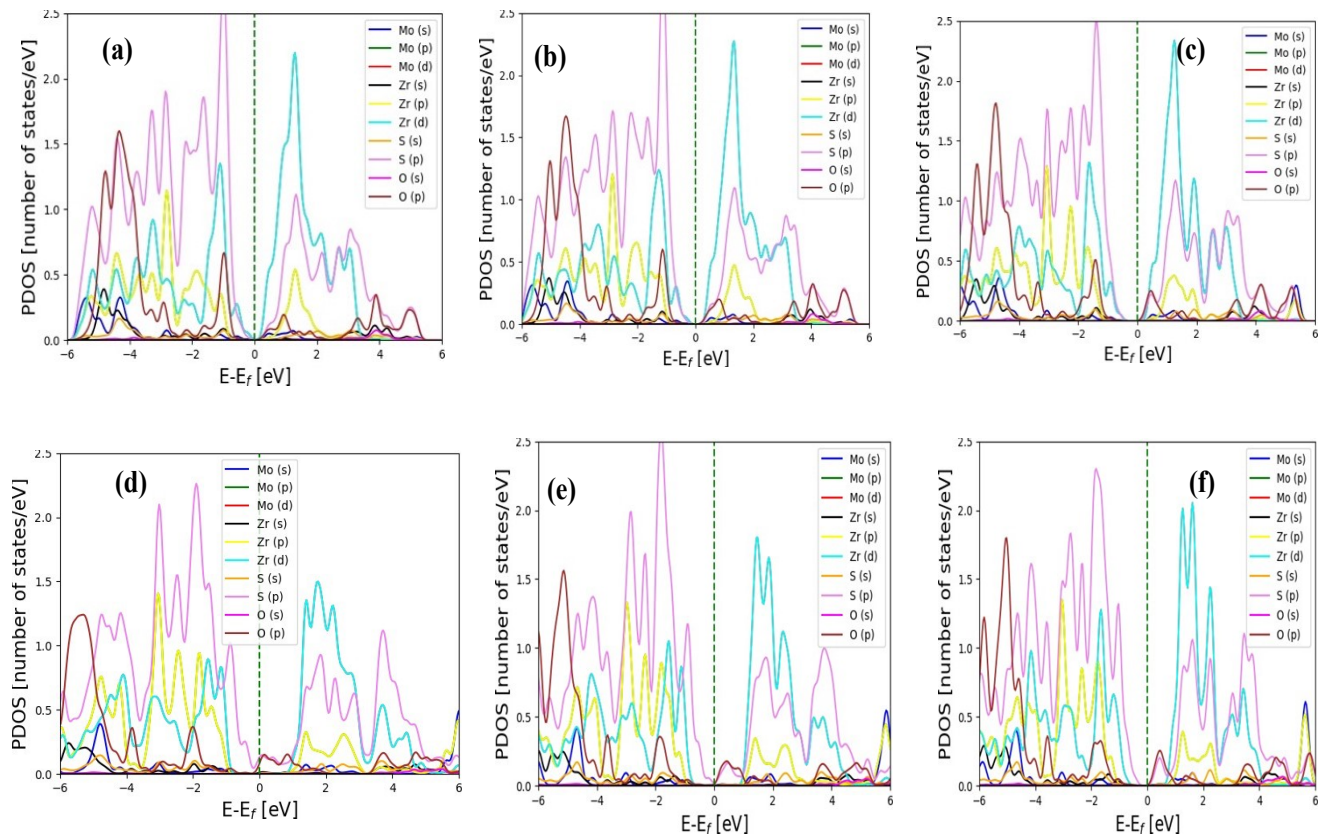 (a)
PDOS [number of states/eV]
2.5
2.0
1.5
1.0
0.5
0.0
−6 −4 −2 0 2 4 6
E-E_f [eV]
Mo (s)
Mo (p)
Mo (d)
Zr (s)
Zr (p)
Zr (d)
S (s)
S (p)
O (s)
O (p)
(b)
PDOS [number of states/eV]
2.5
2.0
1.5
1.0
0.5
0.0
−6 −4 −2 0 2 4 6
E-E_f [eV]
Mo (s)
Mo (p)
Mo (d)
Zr (s)
Zr (p)
Zr (d)
S (s)
S (p)
O (s)
O (p)
(c)
PDOS [number of states/eV]
2.5
2.0
1.5
1.0
0.5
0.0
−6 −4 −2 0 2 4 6
E-E_f [eV]
Mo (s)
Mo (p)
Mo (d)
Zr (s)
Zr (p)
Zr (d)
S (s)
S (p)
O (s)
O (p)
(d)
PDOS [number of states/eV]
2.5
2.0
1.5
1.0
0.5
0.0
−6 −4 −2 0 2 4 6
E-E_f [eV]
Mo (s)
Mo (p)
Mo (d)
Zr (s)
Zr (p)
Zr (d)
S (s)
S (p)
O (s)
O (p)
(e)
PDOS [number of states/eV]
2.5
2.0
1.5
1.0
0.5
0.0
−6 −4 −2 0 2 4 6
E-E_f [eV]
Mo (s)
Mo (p)
Mo (d)
Zr (s)
Zr (p)
Zr (d)
S (s)
S (p)
O (s)
O (p)
(f)
PDOS [number of states/eV]
2.5
2.0
1.5
1.0
0.5
0.0
−6 −4 −2 0 2 4 6
E-E_f [eV]
Mo (s)
Mo (p)
Mo (d)
Zr (s)
Zr (p)
Zr (d)
S (s)
S (p)
O (s)
O (p)